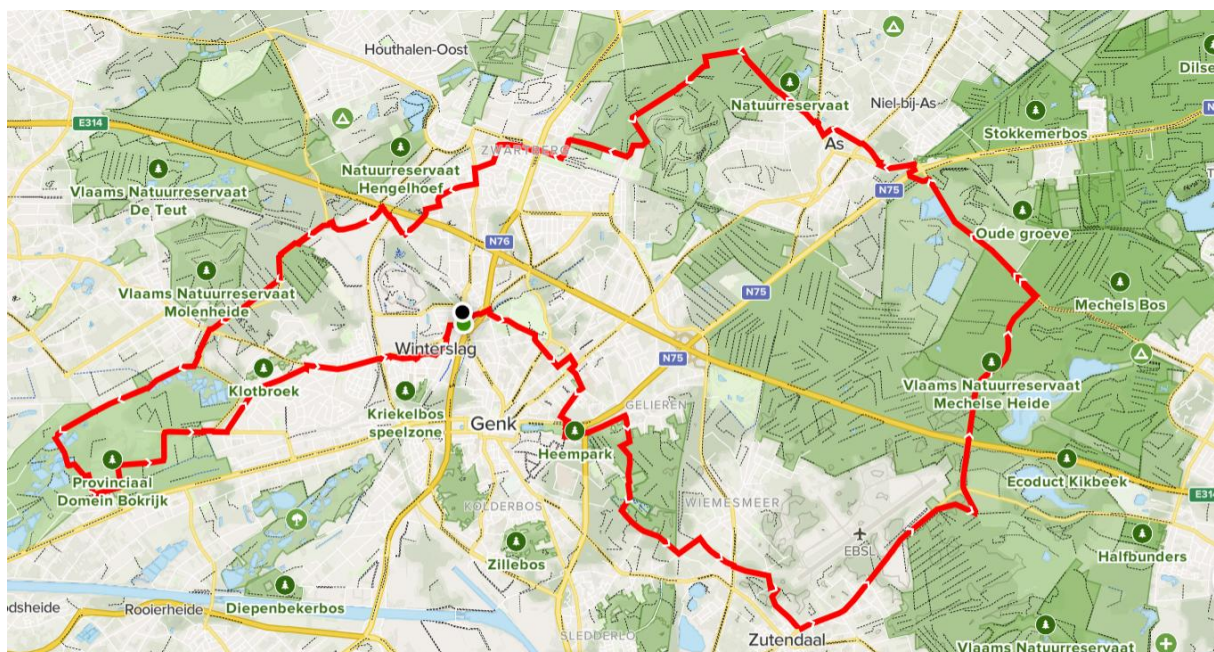 Houthalen-Oost
Dilse
Natuurreservaat
Niel-bij-As
N
Stokkemerbos
E314
As
Natuurreservaat
Hengelhoef
Vlaams Natuurreservaat
De Teut
N75
Oude groeve
N76
Vlaams Natuurreservaat
Molenheide
N75
Mechels Bos
Winterslag
N75
Klotbroek
Vlaams Natuurreservaat
Mechelse Heide
Kriekelbos
speelzone
Genk
GELIEREN
Heempark
Provinciaal
Domein Bokrijk
Ecoduct Kikbeek
E314
KOLDERBOS
WIEMESMEER
EBSL
Zillebos
Halfbunders
Diepenbekerbos
odsheide
Rooierheide
SLEDDERLO
Zutendaal
Vlaams Natuurreservaat